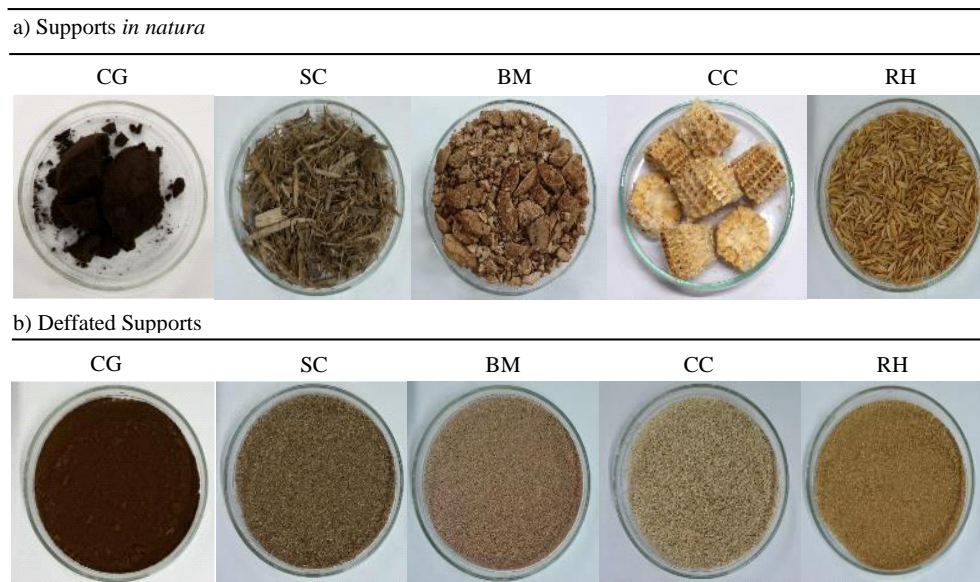 a) Supports in natura
CG SC BM CC RH
b) Deffated Supports
CG SC BM CC RH